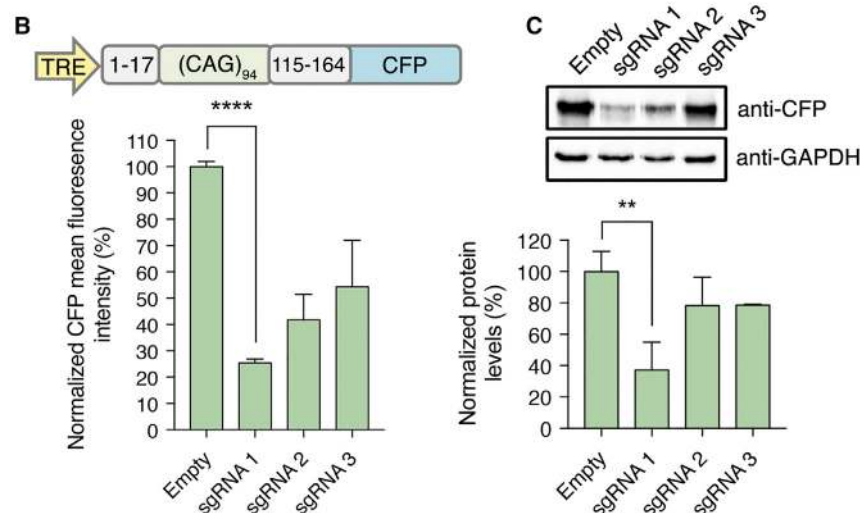 B
TRE 1-17 (CAG)94 115-164 CFP
****
Normalized CFP mean fluoresence
intensity (%)
110
100
90
80
70
60
50
40
30
20
10
0
Empty
sgRNA 1
sgRNA 2
sgRNA 3
C
Empty
sgRNA 1
sgRNA 2
sgRNA 3
anti-CFP
anti-GAPDH
**
Normalized protein
levels (%)
120
100
80
60
40
20
0
Empty
sgRNA 1
sgRNA 2
sgRNA 3